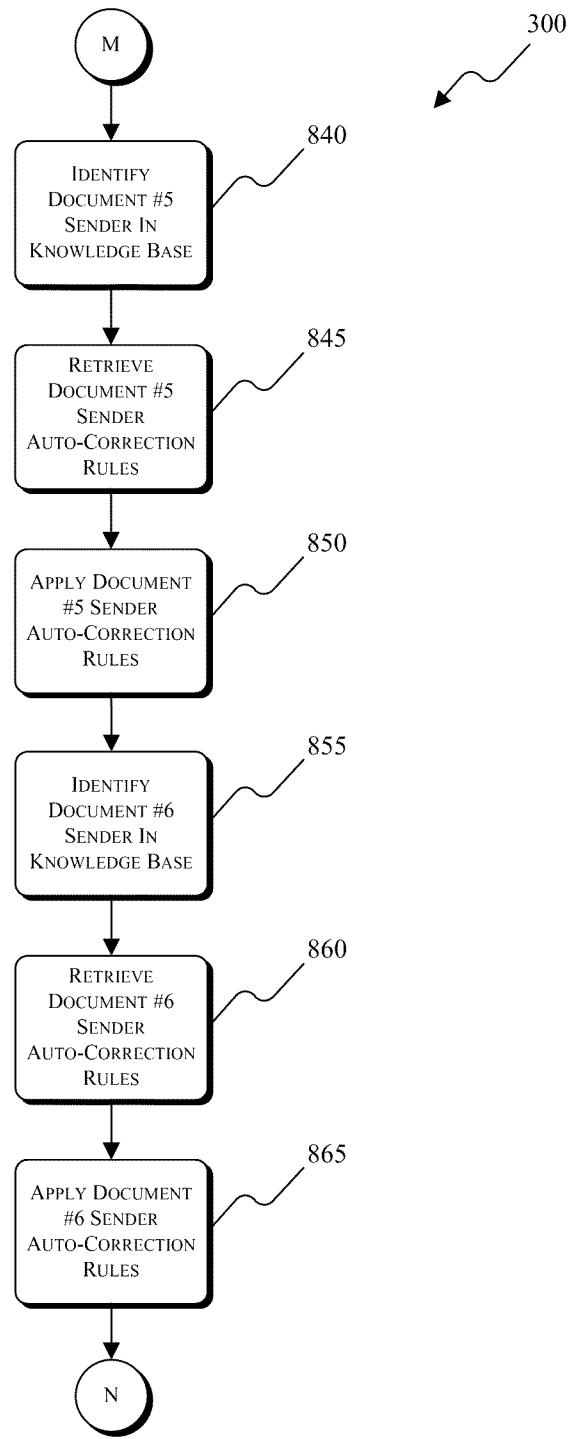 M
300
840
IDENTIFY
DOCUMENT #5
SENDER IN
KNOWLEDGE BASE
845
RETRIEVE
DOCUMENT #5
SENDER
AUTO-CORRECTION
RULES
850
APPLY DOCUMENT
#5 SENDER
AUTO-CORRECTION
RULES
855
IDENTIFY
DOCUMENT #6
SENDER IN
KNOWLEDGE BASE
860
RETRIEVE
DOCUMENT #6
SENDER
AUTO-CORRECTION
RULES
865
APPLY DOCUMENT
#6 SENDER
AUTO-CORRECTION
RULES
N